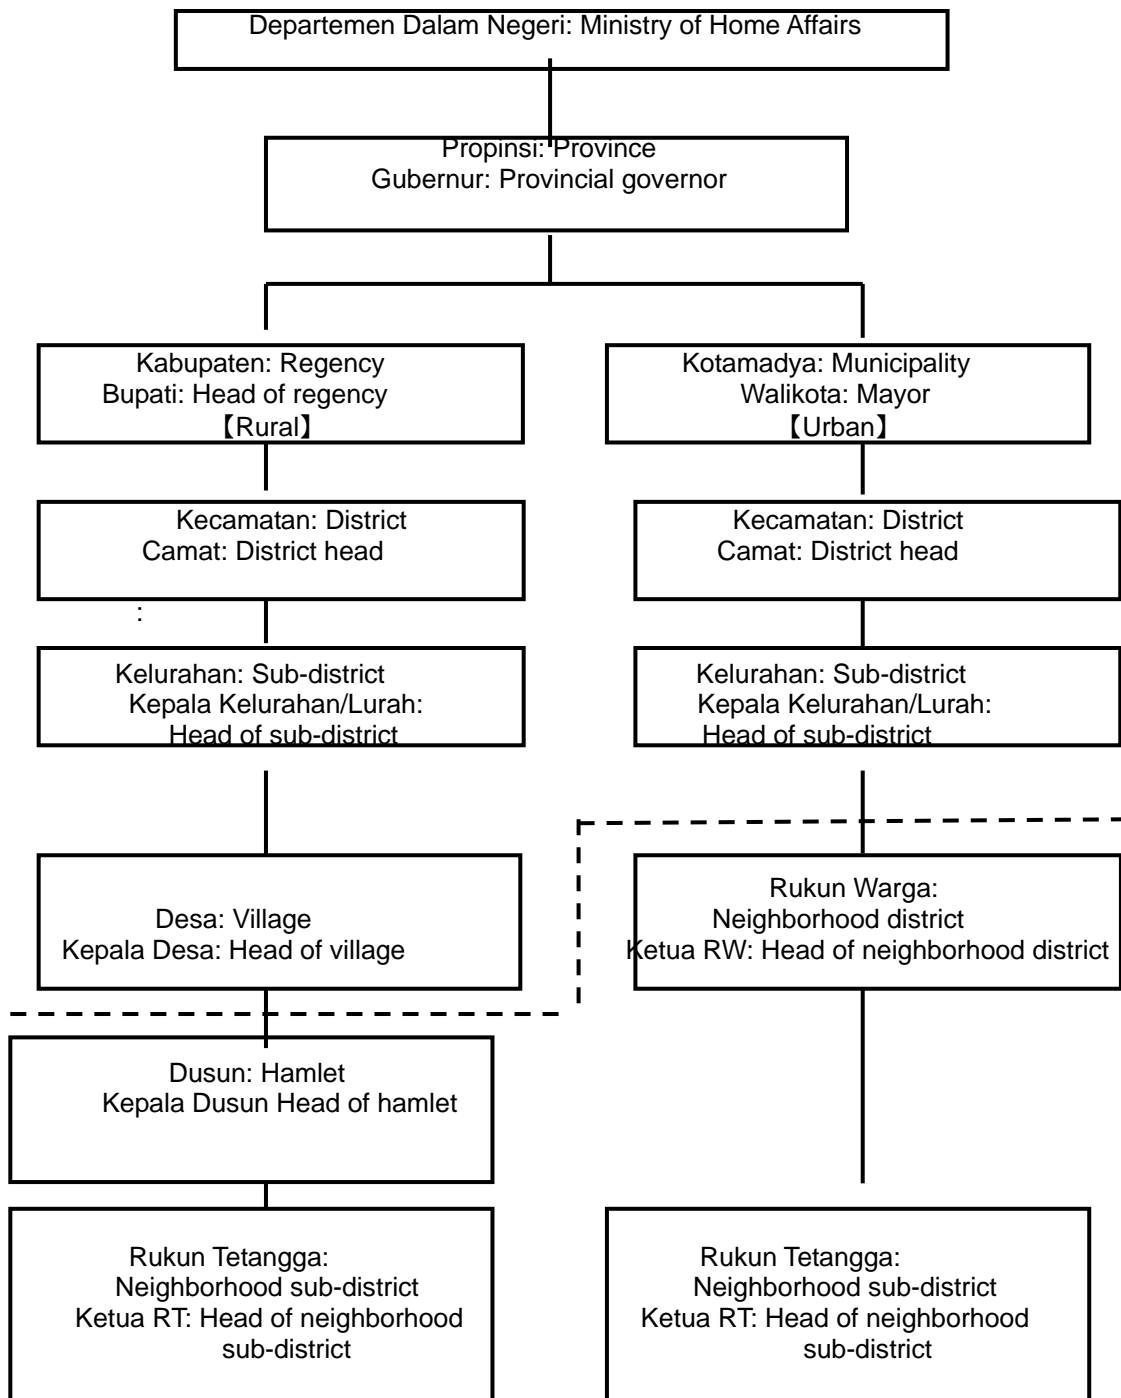 Departemen Dalam Negeri: Ministry of Home Affairs
Propinsi: Province
Gubernur: Provincial governor
Kabupaten: Regency
Bupati: Head of regency
【Rural】
Kotamadya: Municipality
Walikota: Mayor
【Urban】
Kecamatan: District
Camat: District head
:
Kecamatan: District
Camat: District head
Kelurahan: Sub-district
Kepala Kelurahan/Lurah:
Head of sub-district
Kelurahan: Sub-district
Kepala Kelurahan/Lurah:
Head of sub-district
Desa: Village
Kepala Desa: Head of village
Rukun Warga:
Neighborhood district
Ketua RW: Head of neighborhood district
Dusun: Hamlet
Kepala Dusun Head of hamlet
Rukun Tetangga:
Neighborhood sub-district
Ketua RT: Head of neighborhood
sub-district
Rukun Tetangga:
Neighborhood sub-district
Ketua RT: Head of neighborhood
sub-district